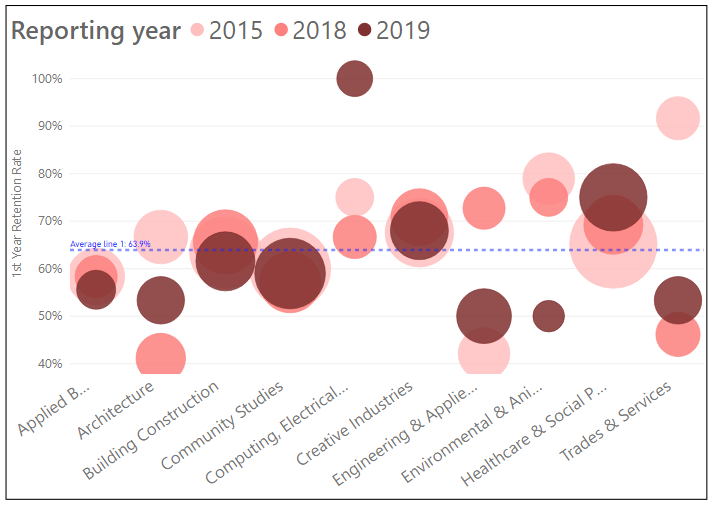 Reporting year 2015 2018 2019
100%
90%
80%
70%
60%
50%
40%
1st Year Retention Rate
Average line 1: 63.9%
Applied B...
Architecture
Building Construction
Community Studies
Computing, Electrical...
Creative Industries
Engineering & Applie...
Environmental & Ani...
Healthcare & Social P...
Trades & Services